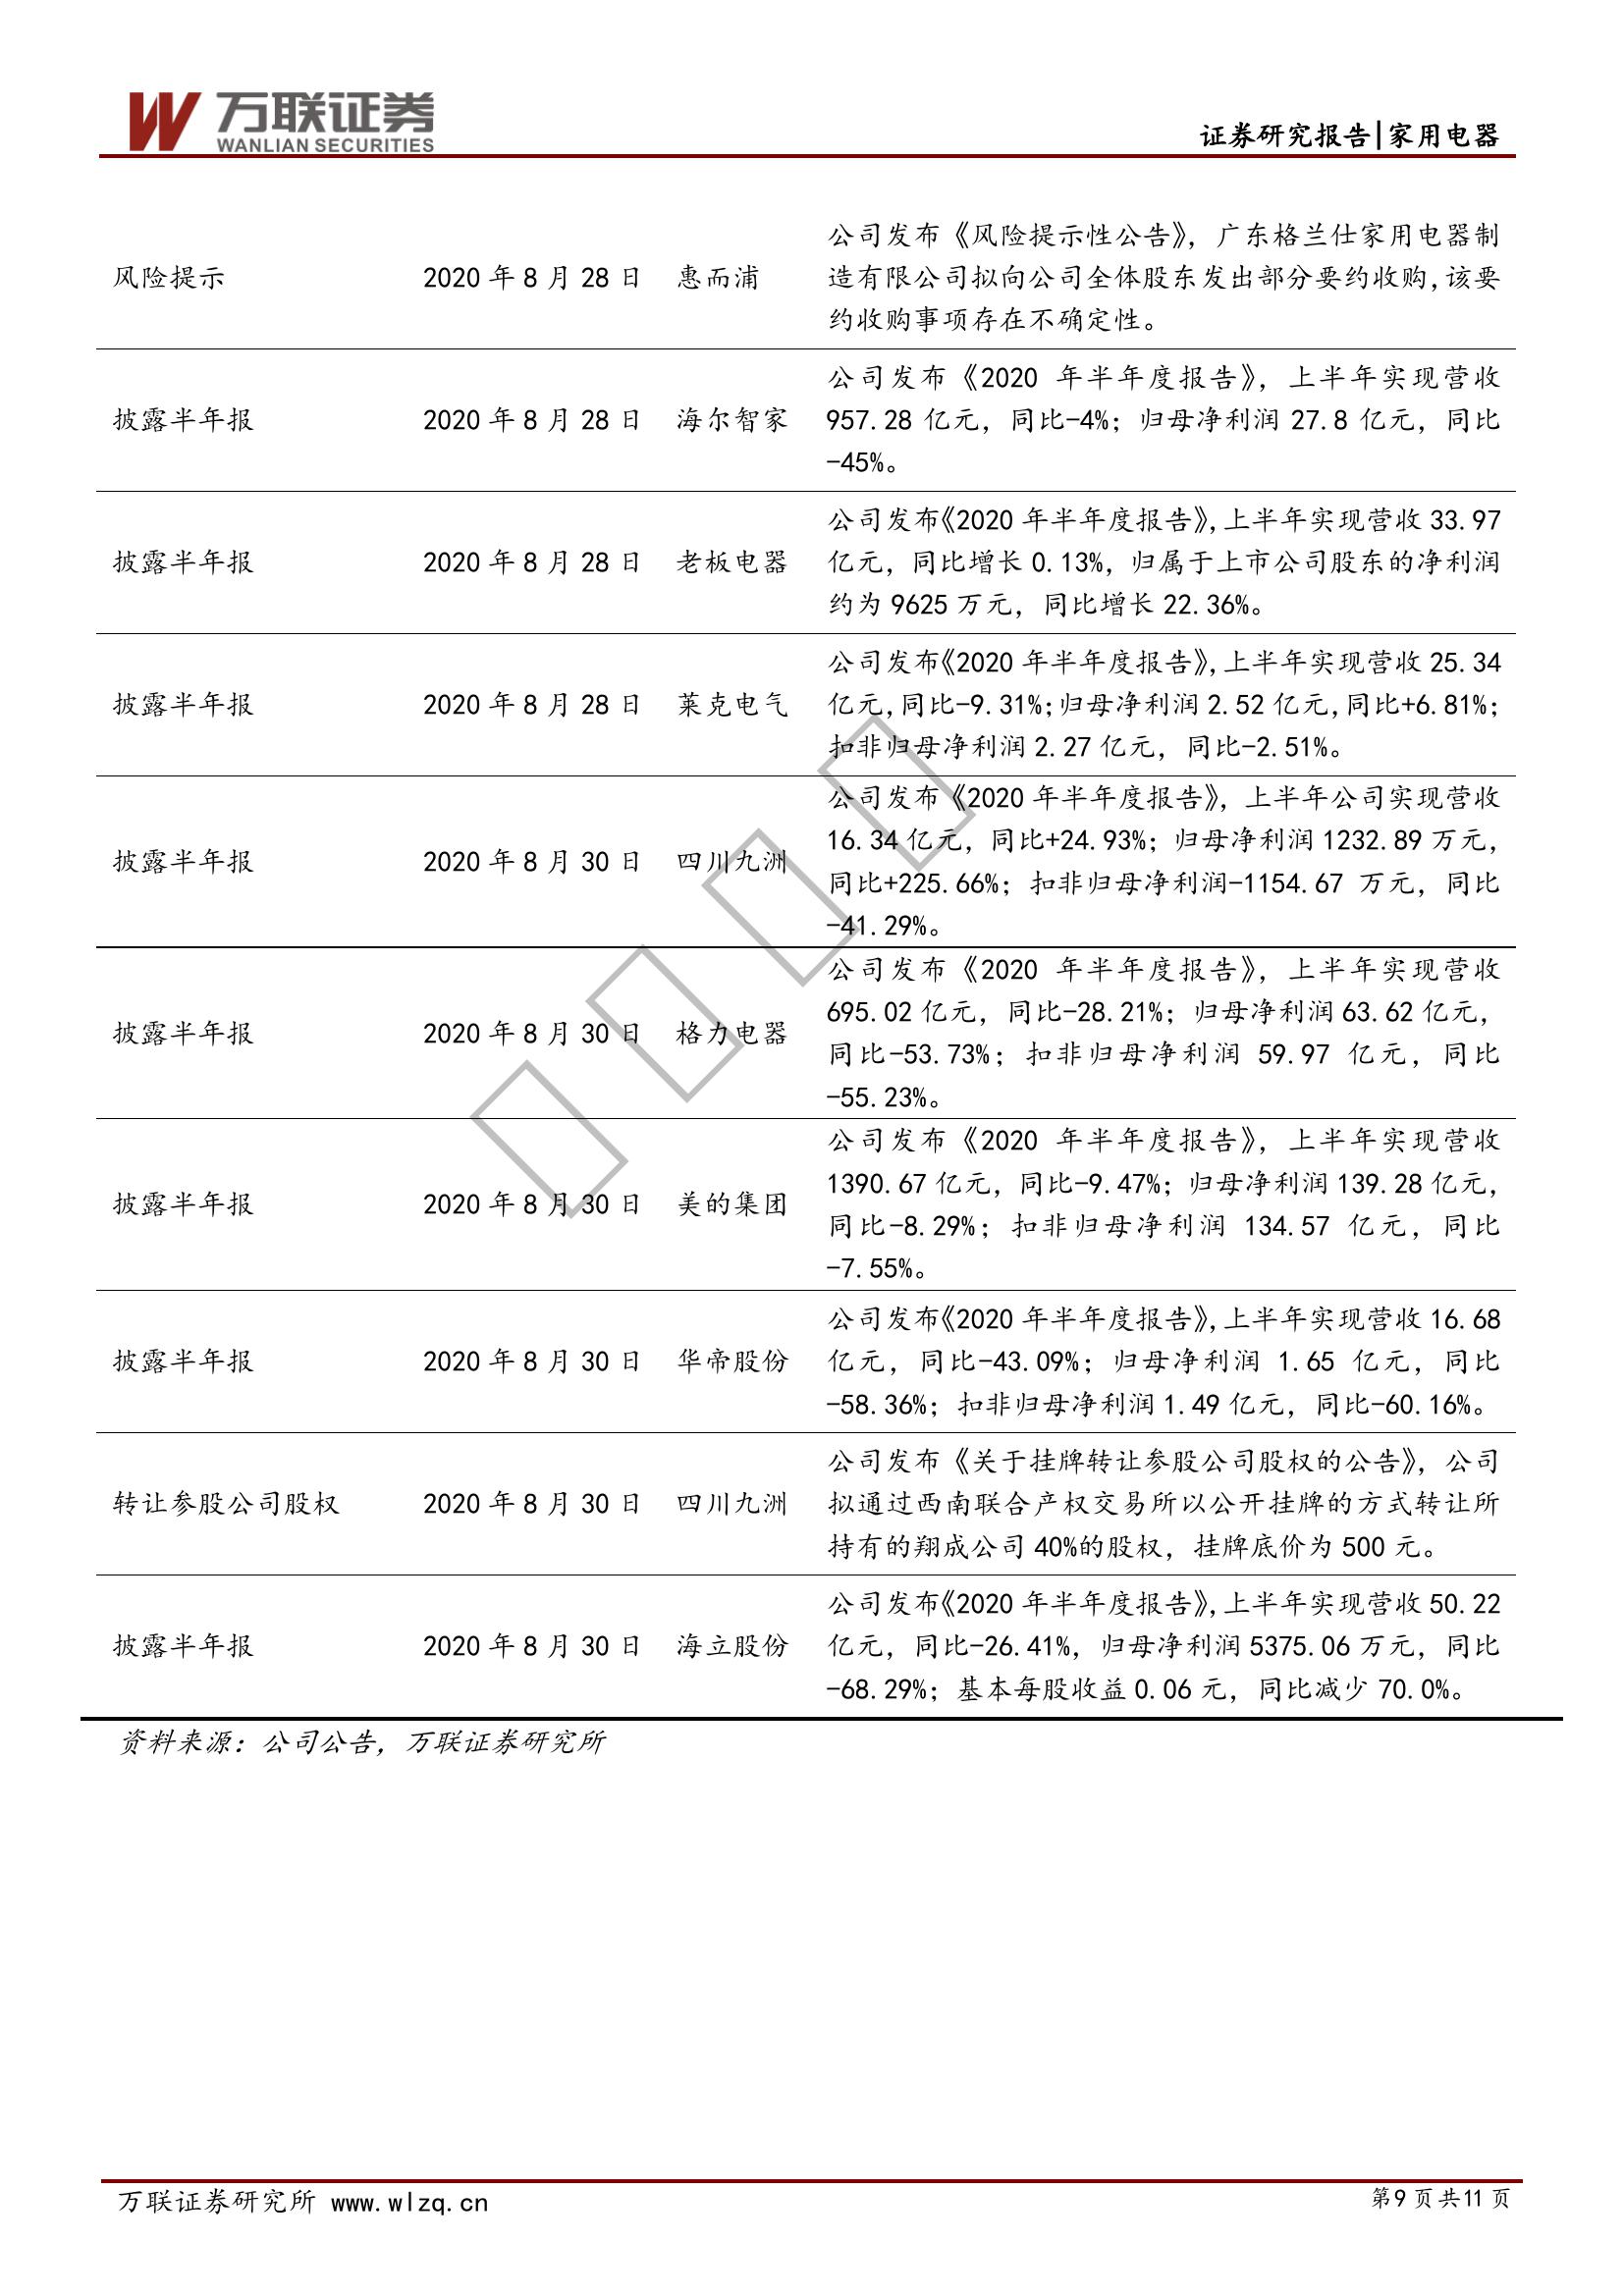 万联证券
WANLIAN SECURITIES
证券研究报告|家用电器
风险提示 2020 年 8 月 28 日 惠而浦
公司发布《风险提示性公告》，广东格兰仕家用电器制
造有限公司拟向公司全体股东发出部分要约收购，该要
约收购事项存在不确定性。
披露半年报 2020 年 8 月 28 日 海尔智家
公司发布《2020 年半年度报告》，上半年实现营收
957.28 亿元，同比-4%；归母净利润 27.8 亿元，同比
-45%。
披露半年报 2020 年 8 月 28 日 老板电器
公司发布《2020 年半年度报告》，上半年实现营收 33.97
亿元，同比增长 0.13%，归属于上市公司股东的净利润
约为 9625 万元，同比增长 22.36%。
披露半年报 2020 年 8 月 28 日 莱克电气
公司发布《2020 年半年度报告》，上半年实现营收 25.34
亿元，同比-9.31%；归母净利润 2.52 亿元，同比+6.81%；
扣非归母净利润 2.27 亿元，同比-2.51%。
披露半年报 2020 年 8 月 30 日 四川九洲
公司发布《2020 年半年度报告》，上半年公司实现营收
16.34 亿元，同比+24.93%；归母净利润 1232.89 万元，
同比+225.66%；扣非归母净利润-1154.67 万元，同比
-41.29%。
披露半年报 2020 年 8 月 30 日 格力电器
公司发布《2020 年半年度报告》，上半年实现营收
695.02 亿元，同比-28.21%；归母净利润 63.62 亿元，
同比-53.73%；扣非归母净利润 59.97 亿元，同比
-55.23%。
披露半年报 2020 年 8 月 30 日 美的集团
公司发布《2020 年半年度报告》，上半年实现营收
1390.67 亿元，同比-9.47%；归母净利润 139.28 亿元，
同比-8.29%；扣非归母净利润 134.57 亿元，同比
-7.55%。
披露半年报 2020 年 8 月 30 日 华帝股份
公司发布《2020 年半年度报告》，上半年实现营收 16.68
亿元，同比-43.09%；归母净利润 1.65 亿元，同比
-58.36%；扣非归母净利润 1.49 亿元，同比-60.16%。
转让参股公司股权 2020 年 8 月 30 日 四川九洲
公司发布《关于挂牌转让参股公司股权的公告》，公司
拟通过西南联合产权交易所以公开挂牌的方式转让所
持有的翔成公司 40%的股权，挂牌底价为 500 元。
披露半年报 2020 年 8 月 30 日 海立股份
公司发布《2020 年半年度报告》，上半年实现营收 50.22
亿元，同比-26.41%，归母净利润 5375.06 万元，同比
-68.29%；基本每股收益 0.06 元，同比减少 70.0%。
资料来源：公司公告，万联证券研究所
万联证券研究所 www.wlzq.cn
第9 页 共11 页